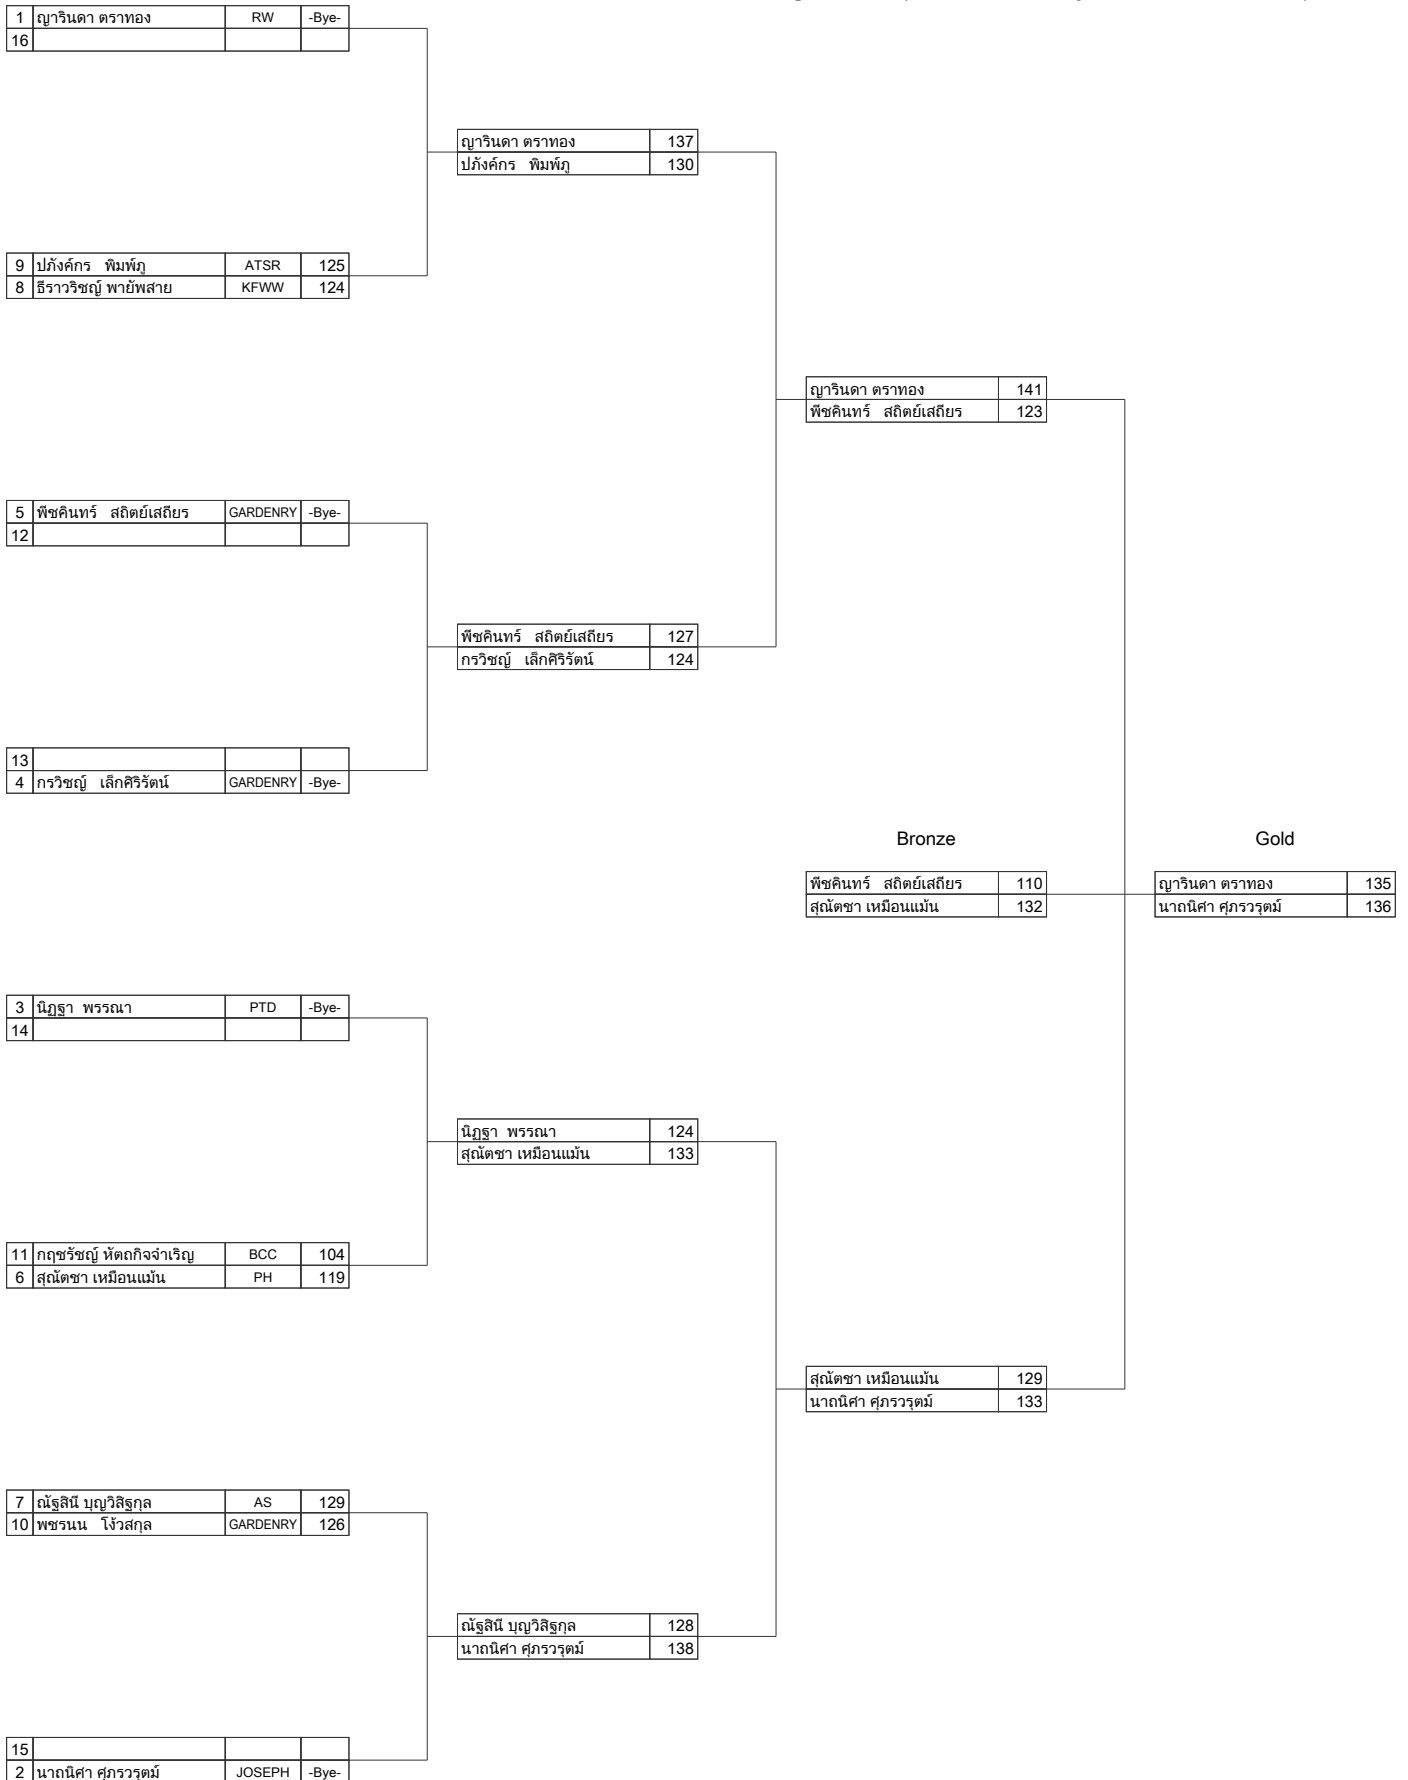 1 ญารินดา ตราทอง RW -Bye-
16
ญารินดา ตราทอง 137
ปภังค์กร พิมพ์ภู 130
9 ปภังค์กร พิมพ์ภู ATSR 125
8 ธีราวริชญ์ พายัพสาย KFWW 124
ญารินดา ตราทอง 141
พีชคินทร์ สถิตย์เสถียร 123
5 พีชคินทร์ สถิตย์เสถียร GARDENRY -Bye-
12
พีชคินทร์ สถิตย์เสถียร 127
กรวิชญ์ เล็กศิริรัตน์ 124
13
4 กรวิชญ์ เล็กศิริรัตน์ GARDENRY -Bye-
Bronze Gold
พีชคินทร์ สถิตย์เสถียร 110 ญารินดา ตราทอง 135
สุณัตชา เหมือนแม้น 132 นาถนิศา ศุภรวรุตม์ 136
3 นิฏฐา พรรณา PTD -Bye-
14
นิฏฐา พรรณา 124
สุณัตชา เหมือนแม้น 133
11 กฤชรัชญ์ หัตถกิจจำเริญ BCC 104
6 สุณัตชา เหมือนแม้น PH 119
สุณัตชา เหมือนแม้น 129
นาถนิศา ศุภรวรุตม์ 133
7 ณัฐสินี บุญวิสิฐกุล AS 129
10 พชรนน โง้วสกุล GARDENRY 126
ณัฐสินี บุญวิสิฐกุล 128
นาถนิศา ศุภรวรุตม์ 138
15
2 นาถนิศา ศุภรวรุตม์ JOSEPH -Bye-